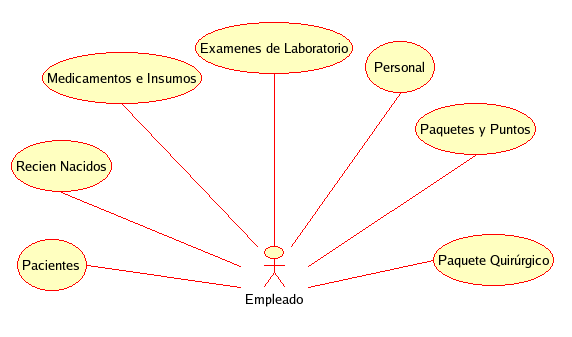 Examenes de Laboratorio
Personal
Medicamentos e Insumos
Paquetes y Puntos
Recien Nacidos
Paquete Quirúrgico
Pacientes
Empleado